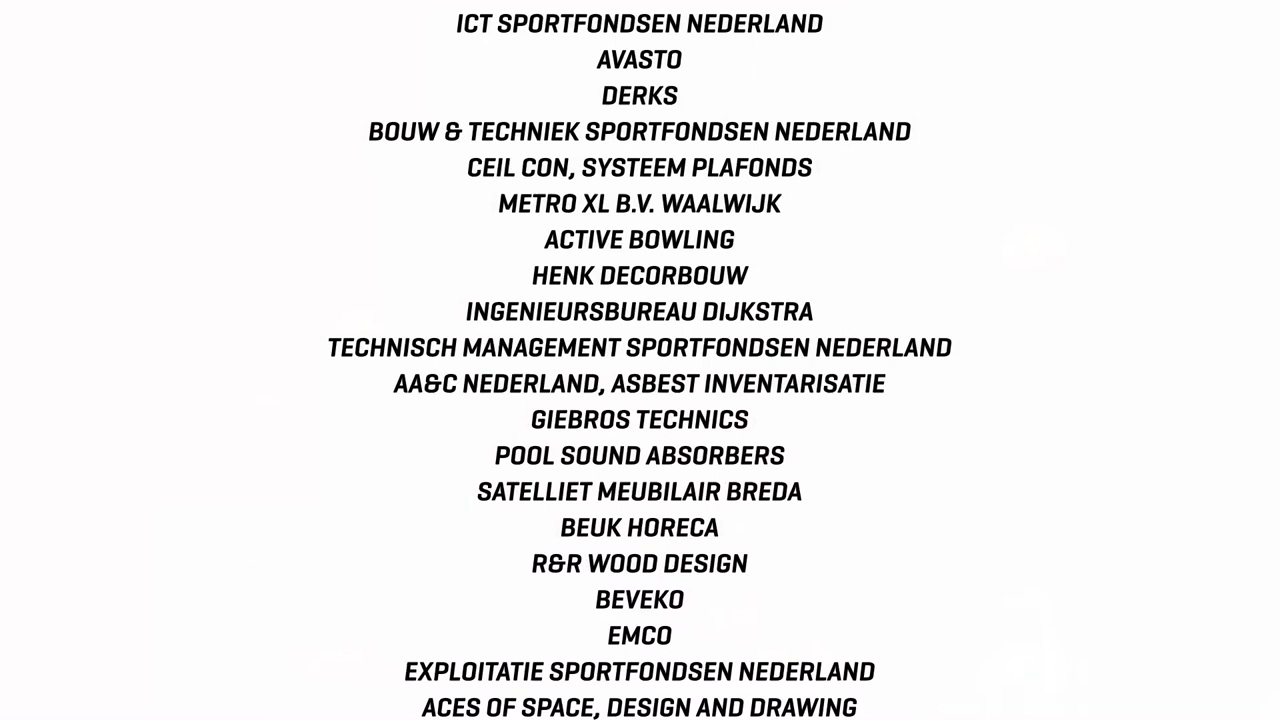 ICT SPORTFONDSEN NEDERLAND
AVASTO
DERKS
BOUW & TECHNIEK SPORTFONDSEN NEDERLAND
CEIL CON, SYSTEEM PLAFONDS
METRO XL B.V. WAALWIJK
ACTIVE BOWLING
HENK DECORBOUW
INGENIEURSBUREAU DIJKSTRA
TECHNISCH MANAGEMENT SPORTFONDSEN NEDERLAND
AA&C NEDERLAND, ASBEST INVENTARISATIE
GIEBROS TECHNICS
POOL SOUND ABSORBERS
SATELLIET MEUBILAIR BREDA
BEUK HORECA
R&R WOOD DESIGN
BEVEKO
EMCO
EXPLOITATIE SPORTFONDSEN NEDERLAND
ACES OF SPACE, DESIGN AND DRAWING